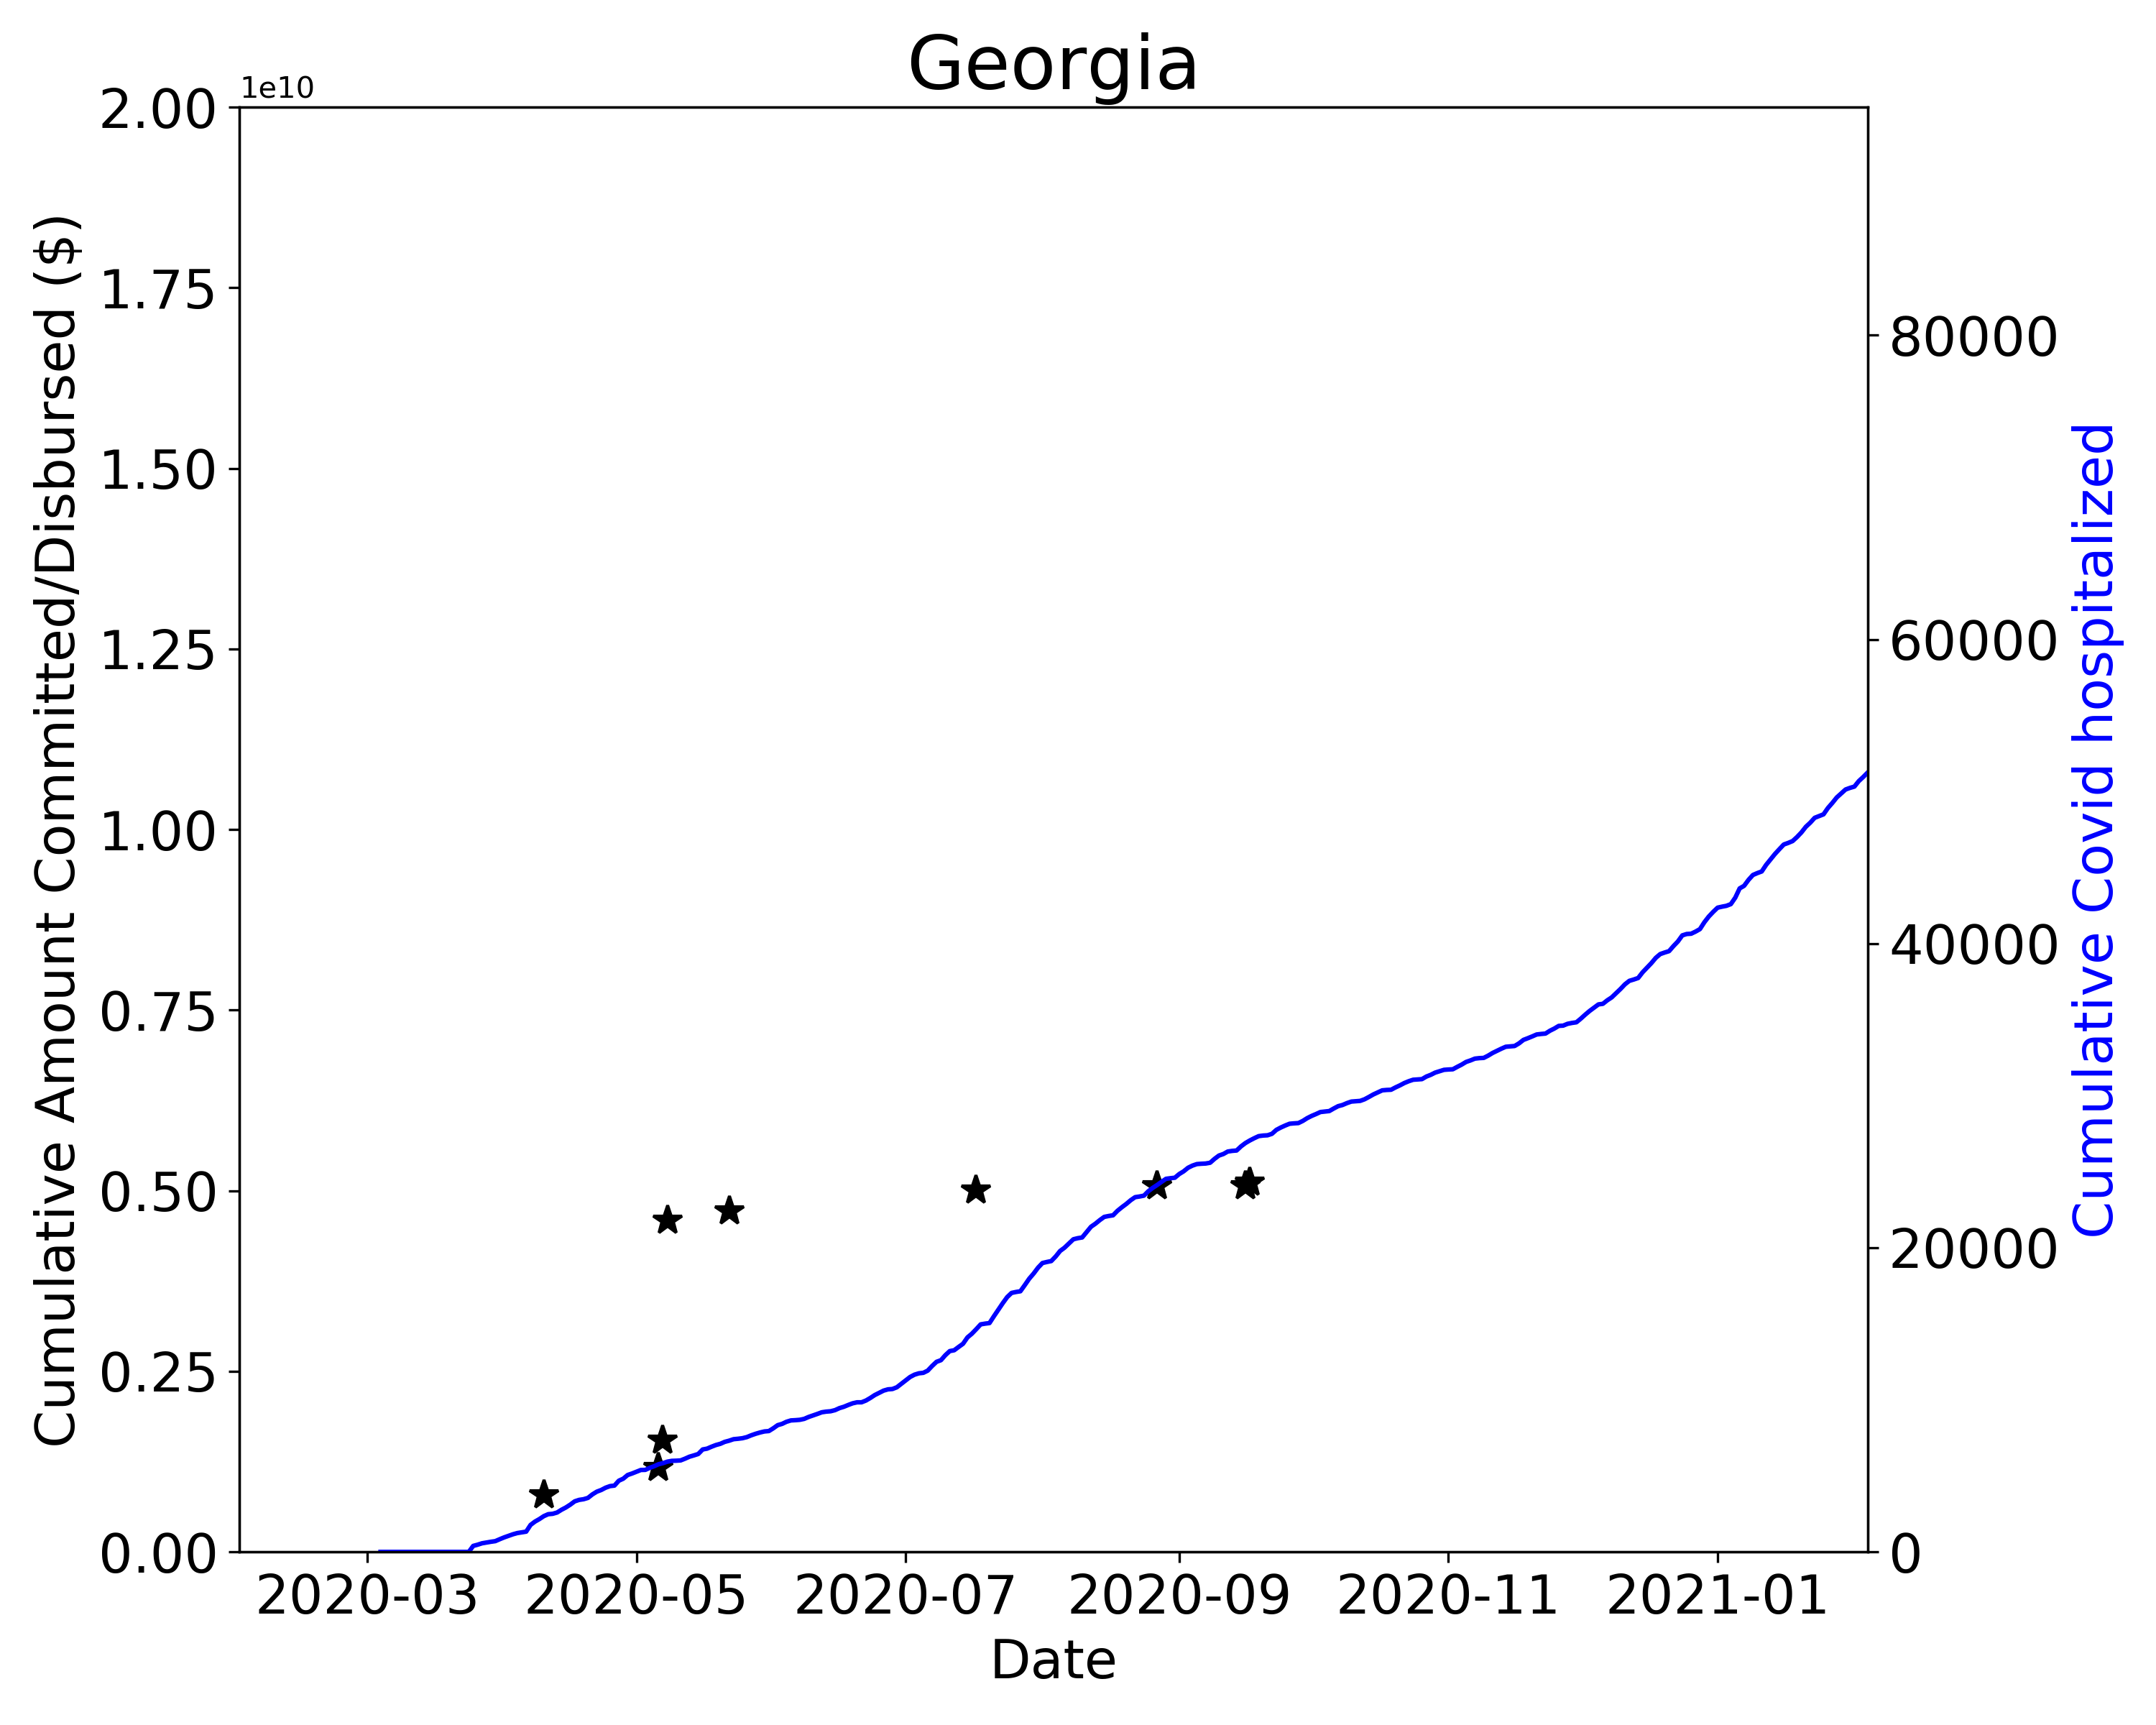 Georgia
1e10
2.00
1.75
1.50
1.25
1.00
0.75
0.50
0.25
0.00
Cumulative Amount Committed/Disbursed ($)
80000
60000
40000
20000
0
Cumulative Covid hospitalized
2020-03 2020-05 2020-07 2020-09 2020-11 2021-01
Date